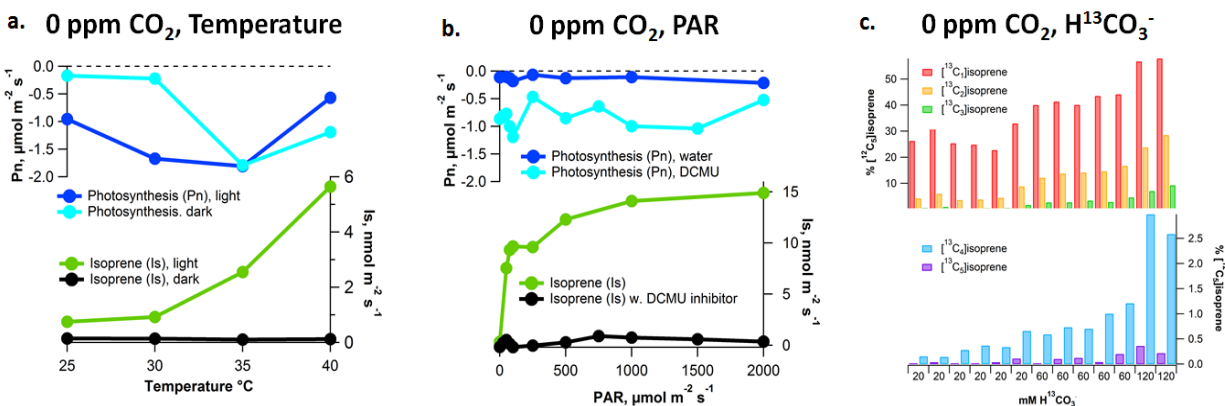 a. 0 ppm CO₂, Temperature
0.0
-0.5
-1.0
-1.5
-2.0
Pn, µmol m⁻² s⁻¹
Photosynthesis (Pn), light
Photosynthesis. dark
Isoprene (Is), light
Isoprene (Is), dark
6
4
2
0
Is, nmol m⁻² s⁻¹
25 30 35 40
Temperature °C
b. 0 ppm CO₂, PAR
0.0
-0.5
-1.0
-1.5
-2.0
Pn, µmol m⁻² s⁻¹
Photosynthesis (Pn), water
Photosynthesis (Pn), DCMU
Isoprene (Is)
Isoprene (Is) w. DCMU inhibitor
15
10
5
0
Is, nmol m⁻² s⁻¹
0 500 1000 1500 2000
PAR, µmol m⁻² s⁻¹
c. 0 ppm CO₂, H¹³CO₃⁻
50
40
30
20
10
% [¹²C₅]isoprene
[¹³C₁]isoprene
[¹³C₂]isoprene
[¹³C₃]isoprene
[¹³C₄]isoprene
[¹³C₅]isoprene
2.5
2.0
1.5
1.0
0.5
0.0
20 20 20 20 20 20 60 60 60 60 60 120 120
mM H¹³CO₃⁻